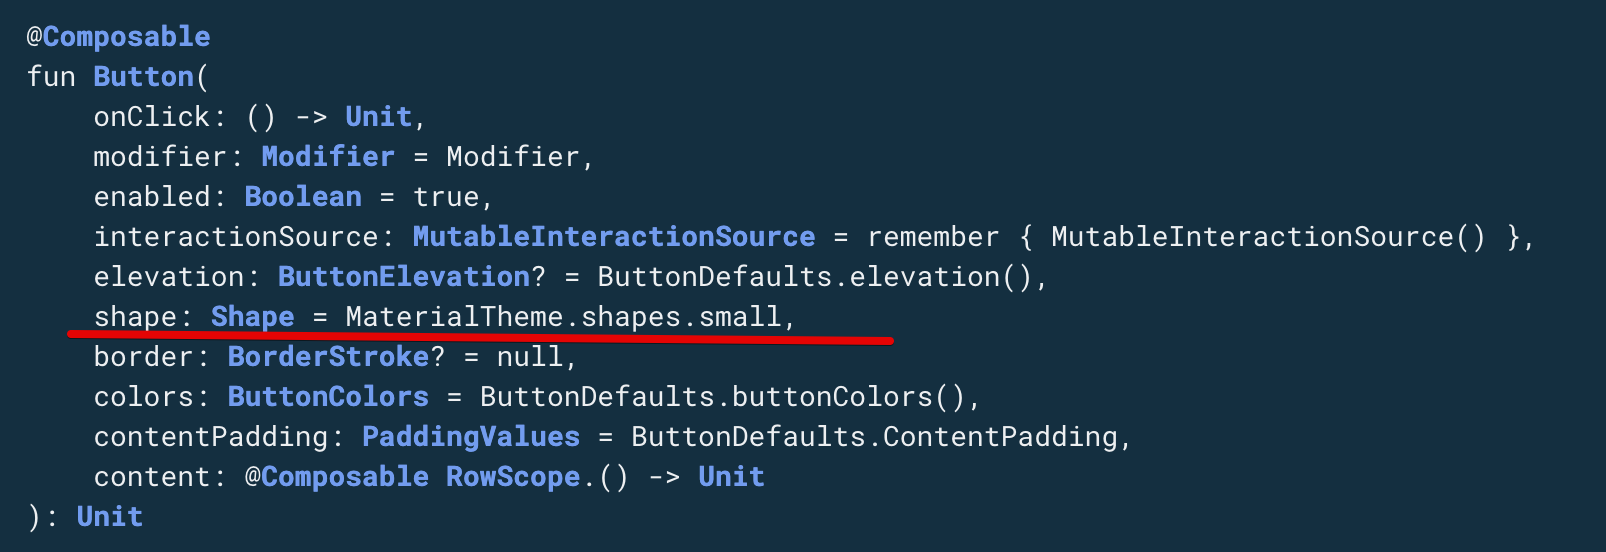 @Composable
fun Button(
    onClick: () -> Unit,
    modifier: Modifier = Modifier,
    enabled: Boolean = true,
    interactionSource: MutableInteractionSource = remember { MutableInteractionSource() },
    elevation: ButtonElevation? = ButtonDefaults.elevation(),
    shape: Shape = MaterialTheme.shapes.small,
    border: BorderStroke? = null,
    colors: ButtonColors = ButtonDefaults.buttonColors(),
    contentPadding: PaddingValues = ButtonDefaults.ContentPadding,
    content: @Composable RowScope.() -> Unit
): Unit